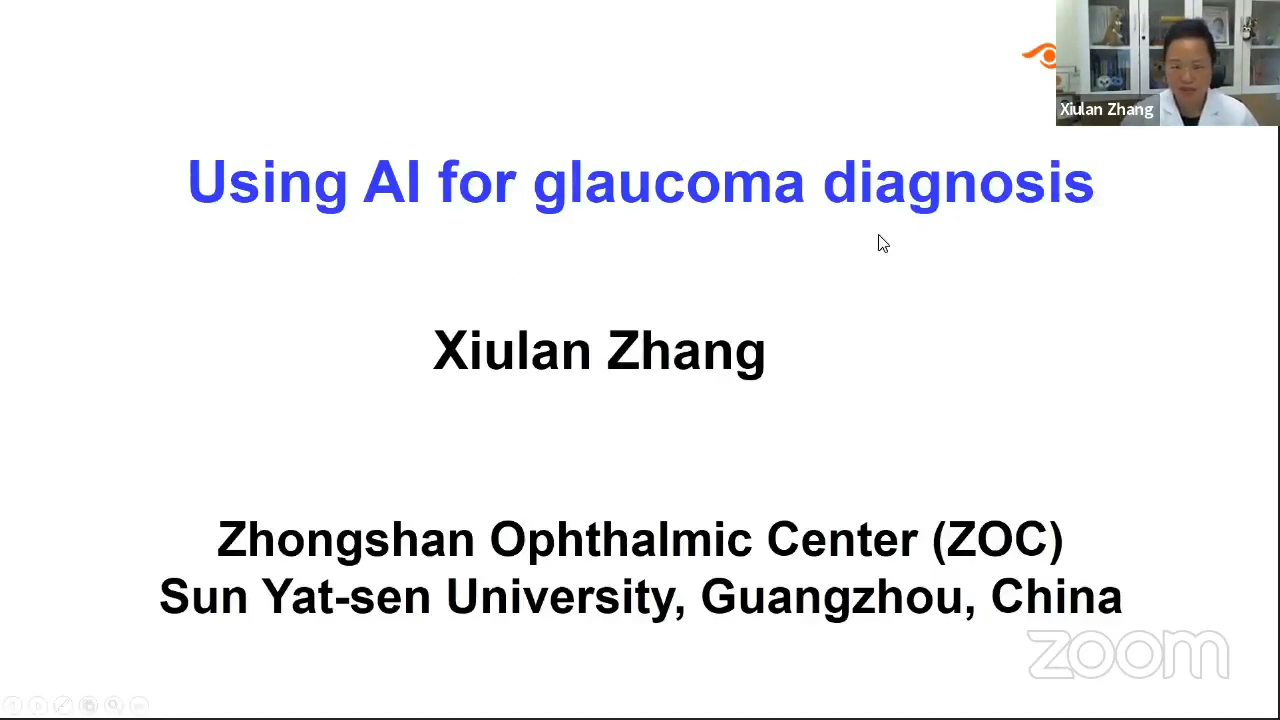 Xiulan Zhang
Using AI for glaucoma diagnosis
Xiulan Zhang
Zhongshan Ophthalmic Center (ZOC)
Sun Yat-sen University, Guangzhou, China
zoom